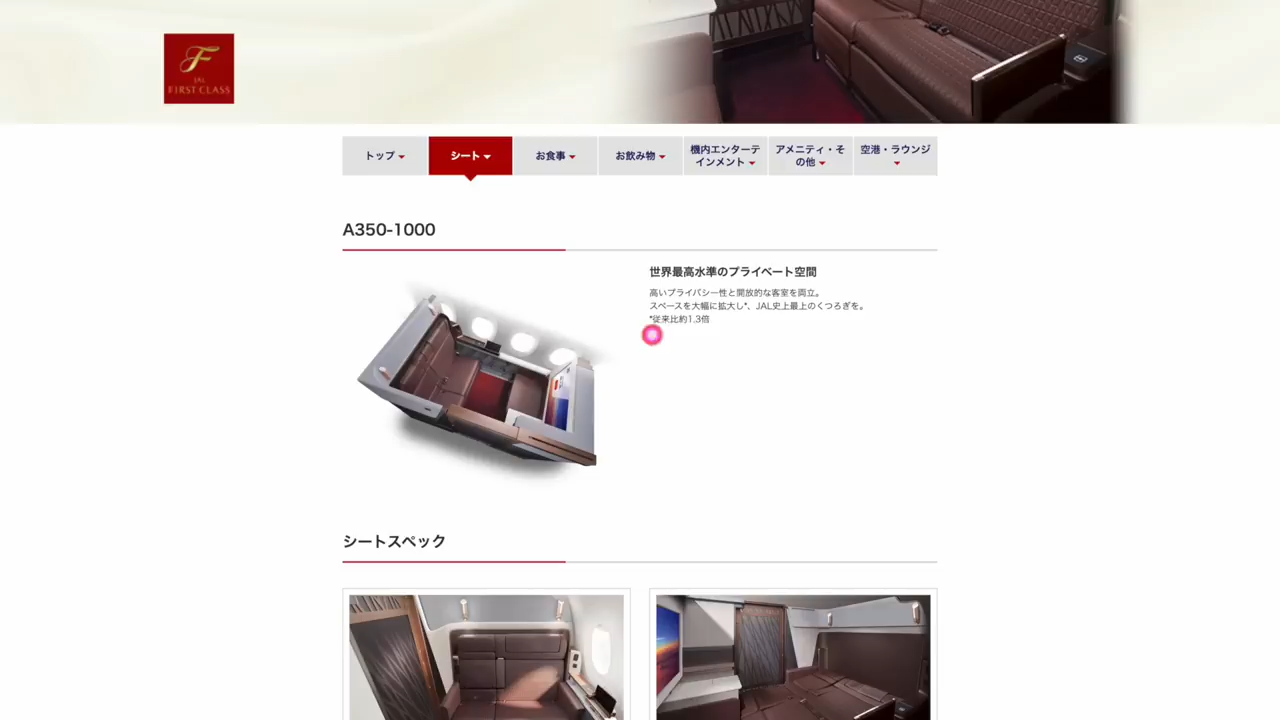 F
JAL
FIRST CLASS
トップ
シート
お食事
お飲み物
機内エンターテ
インメント
アメニティ・そ
の他
空港・ラウンジ
A350-1000
世界最高水準のプライベート空間
高いプライバシー性と開放的な客室を両立。
スペースを大幅に拡大し*、JAL史上最上のくつろぎを。
*従来比約1.3倍
シートスペック